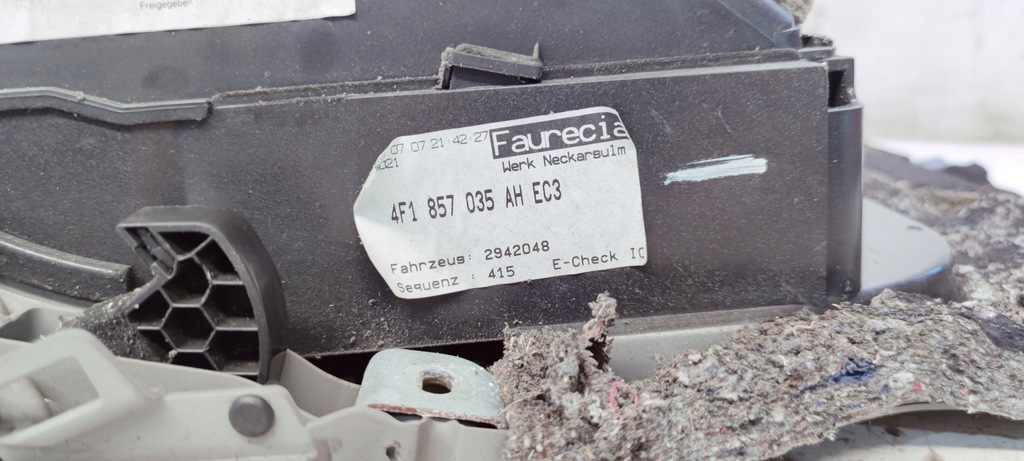 Freigegeben
07 07 21:42:27 Faurecia
Werk Neckarsulm
4F1 857 035 AH EC3
Fahrzeug: 2942048
Sequenz : 415 E-Check IO